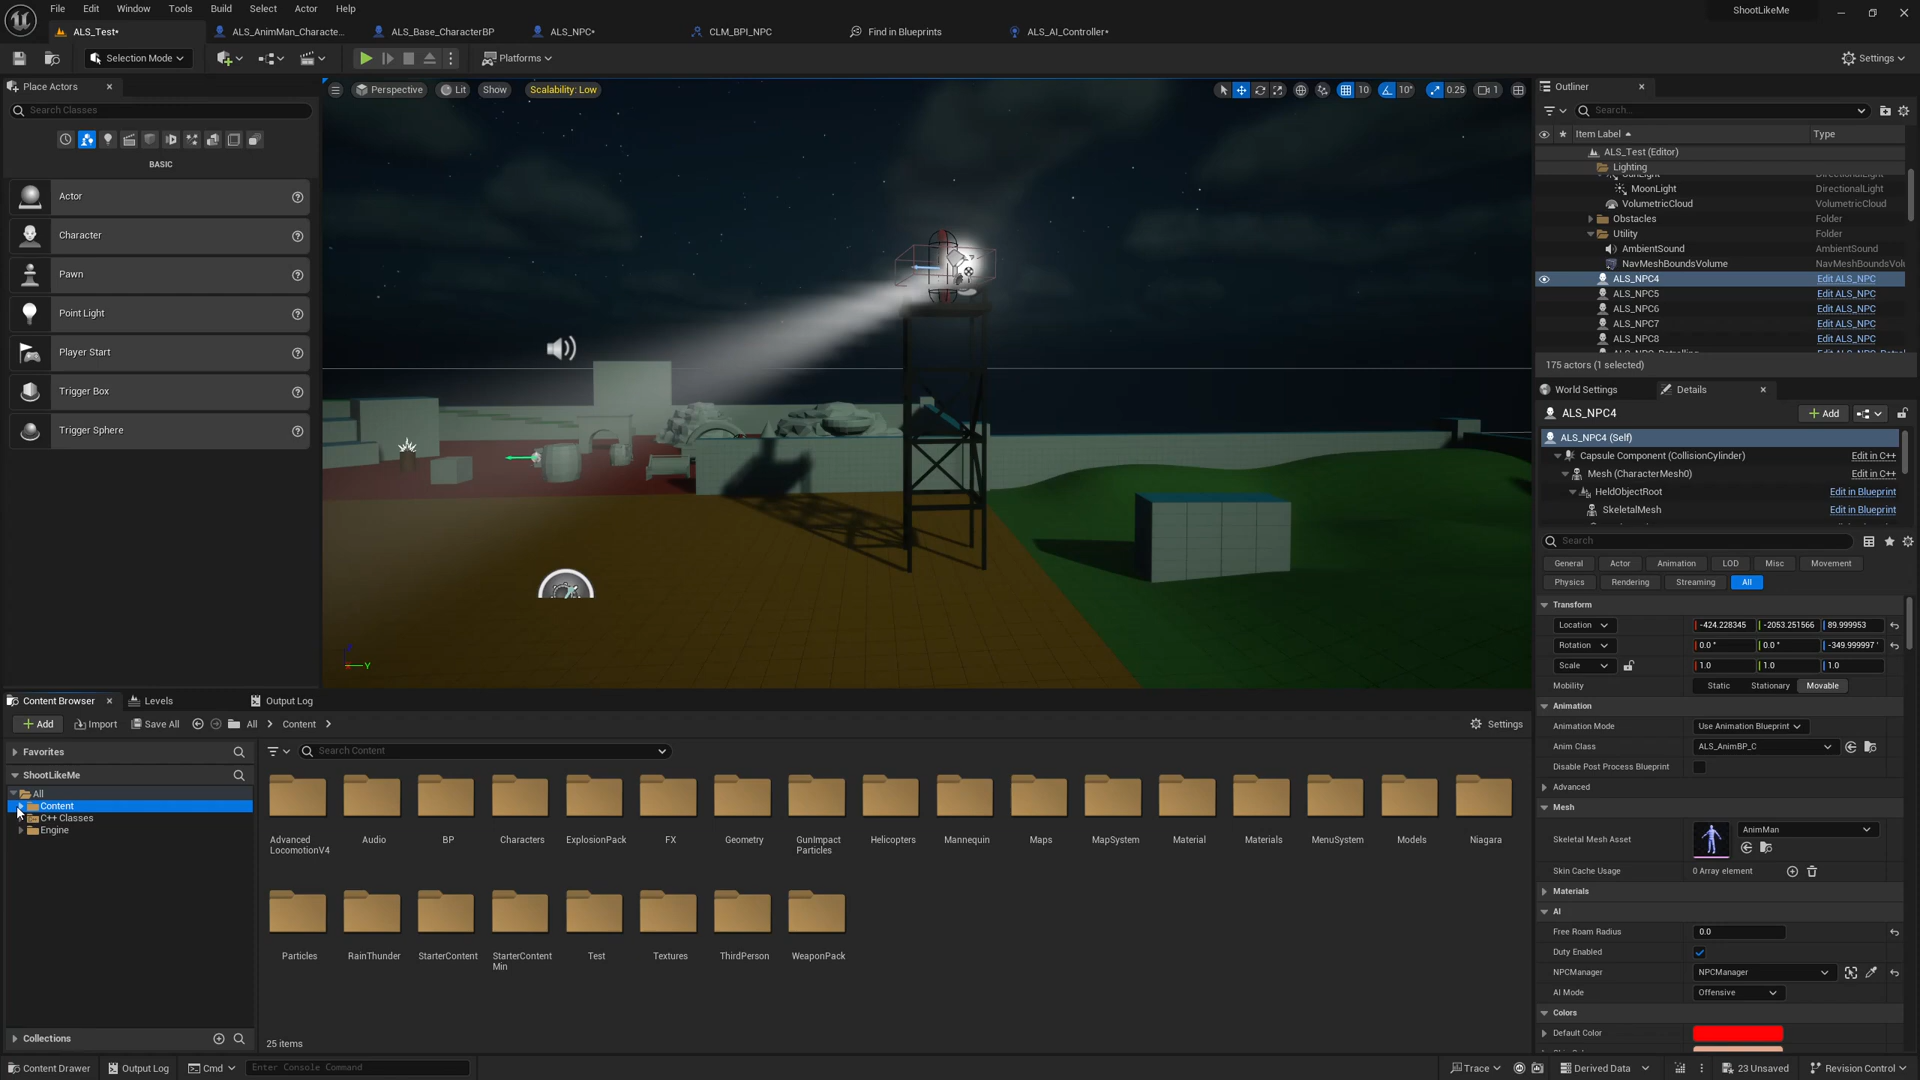 File Edit Window Tools Build Select Actor Help
ShootLikeMe
ALS_Test*
ALS_AnimMan_Characte...
ALS_Base_CharacterBP
ALS_NPC*
CLM_BPI_NPC
Find in Blueprints
ALS_AI_Controller*
Selection Mode
Platforms
Settings
Place Actors
Search Classes
BASIC
Actor
Character
Pawn
Point Light
Player Start
Trigger Box
Trigger Sphere
Perspective
Lit
Show
Scalability: Low
10
10°
0.25
1
Y
Outliner
Search...
Item Label
Type
ALS_Test (Editor)
Lighting
DirectionalLight
MoonLight DirectionalLight
VolumetricCloud VolumetricCloud
Obstacles Folder
Utility Folder
AmbientSound AmbientSound
NavMeshBoundsVolume NavMeshBoundsVolu
ALS_NPC4 Edit ALS_NPC
ALS_NPC5 Edit ALS_NPC
ALS_NPC6 Edit ALS_NPC
ALS_NPC7 Edit ALS_NPC
ALS_NPC8 Edit ALS_NPC
175 actors (1 selected)
World Settings
Details
ALS_NPC4
Add
ALS_NPC4 (Self)
Capsule Component (CollisionCylinder) Edit in C++
Mesh (CharacterMesh0) Edit in C++
HeldObjectRoot Edit in Blueprint
SkeletalMesh Edit in Blueprint
Search
General Actor Animation LOD Misc Movement
Physics Rendering Streaming All
Transform
Location -424.228345 -2053.251566 89.999953
Rotation 0.0 ° 0.0 ° -349.999997 °
Scale 1.0 1.0 1.0
Mobility Static Stationary Movable
Animation
Animation Mode Use Animation Blueprint
Anim Class ALS_AnimBP_C
Disable Post Process Blueprint
Advanced
Mesh
Skeletal Mesh Asset AnimMan
Skin Cache Usage 0 Array element
Materials
AI
Free Roam Radius 0.0
Duty Enabled
NPCManager NPCManager
AI Mode Offensive
Colors
Default Color
Content Browser
Levels
Output Log
Add
Import
Save All
All
Content
Settings
Favorites
Search Content
ShootLikeMe
All
Content
C++ Classes
Engine
Advanced LocomotionV4
Audio
BP
Characters
ExplosionPack
FX
Geometry
GunImpact Particles
Helicopters
Mannequin
Maps
MapSystem
Material
Materials
MenuSystem
Models
Niagara
Particles
RainThunder
StarterContent
StarterContent Min
Test
Textures
ThirdPerson
WeaponPack
Collections
25 items
Content Drawer
Output Log
Cmd
Enter Console Command
Trace
Derived Data
23 Unsaved
Revision Control